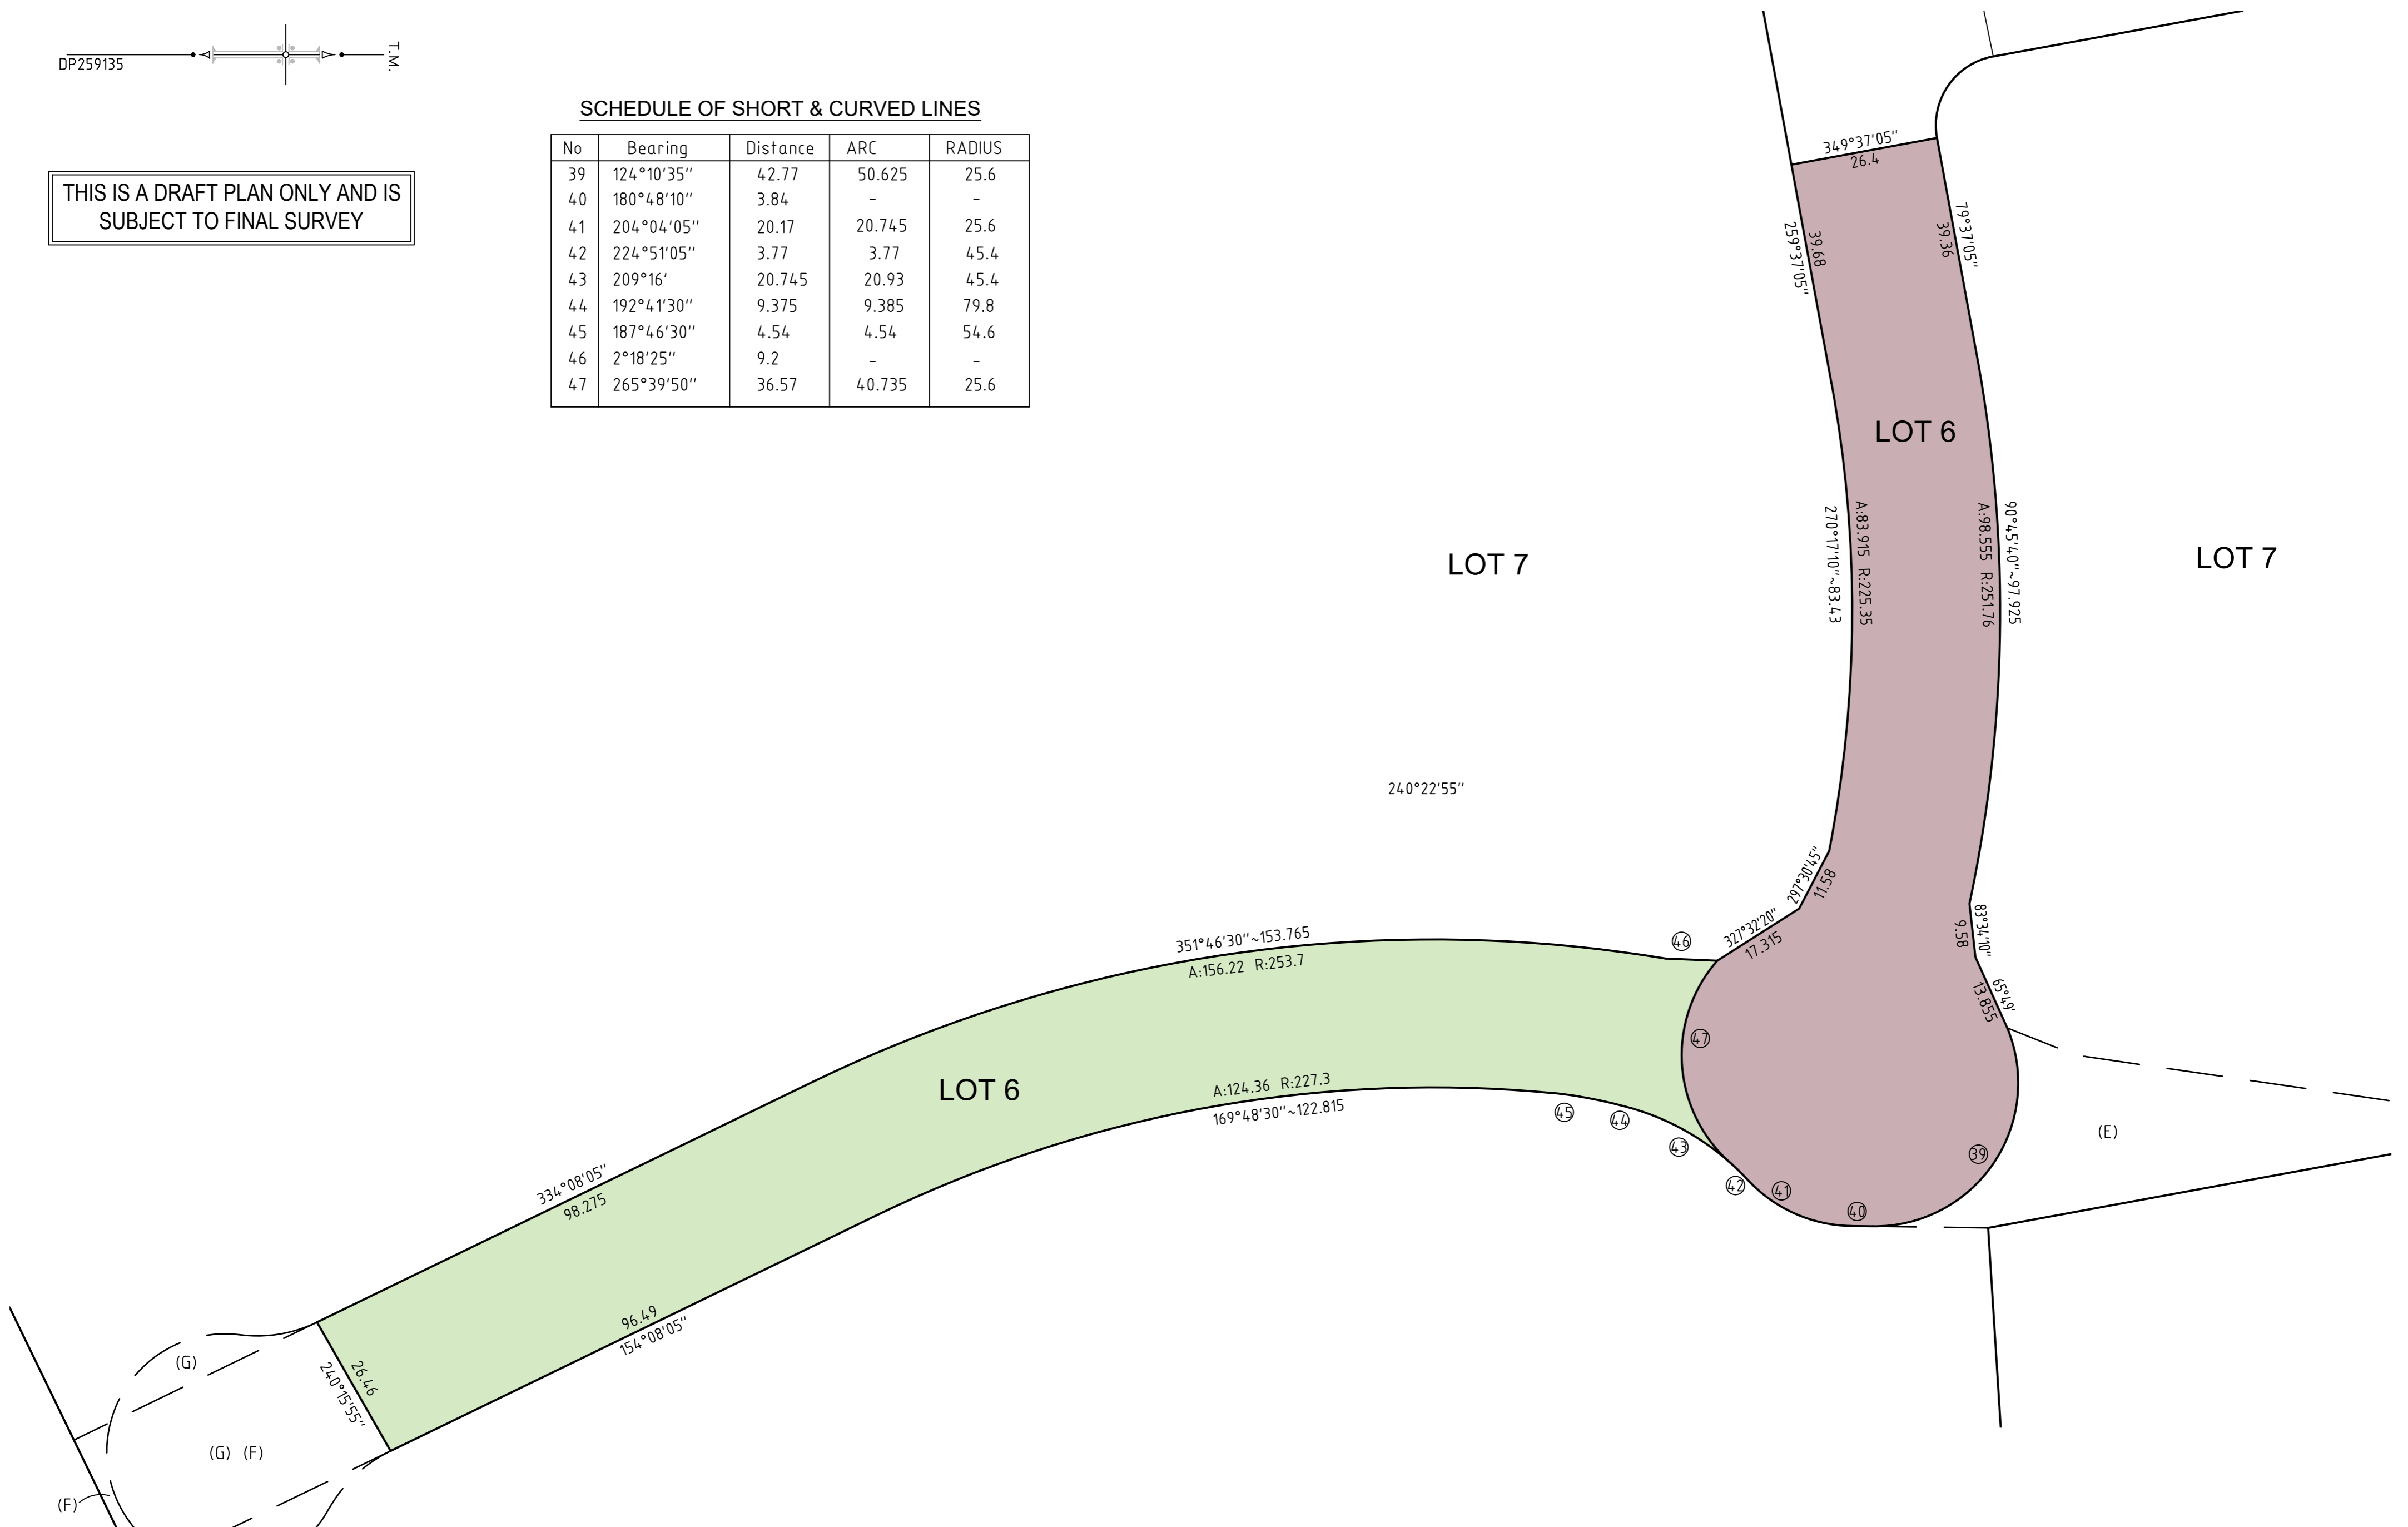 DP259135
T.M.
THIS IS A DRAFT PLAN ONLY AND IS
SUBJECT TO FINAL SURVEY
SCHEDULE OF SHORT & CURVED LINES
No Bearing Distance ARC RADIUS
39 124°10'35'' 42.77 50.625 25.6
40 180°48'10'' 3.84 - -
41 204°04'05'' 20.17 20.745 25.6
42 224°51'05'' 3.77 3.77 45.4
43 209°16' 20.745 20.93 45.4
44 192°41'30'' 9.375 9.385 79.8
45 187°46'30'' 4.54 4.54 54.6
46 2°18'25'' 9.2 - -
47 265°39'50'' 36.57 40.735 25.6
349°37'05''
26.4
259°37'05''
39.68
39.36
79°37'05''
LOT 6
LOT 7
LOT 7
270°17'10''~83.43
A:83.915 R:225.35
A:98.555 R:251.76
90°45'40''~97.925
240°22'55''
297°30'45''
11.58
327°32'20''
17.315
83°34'10''
9.58
65°49'
13.855
46
47
351°46'30''~153.765
A:156.22 R:253.7
LOT 6
A:124.36 R:227.3
169°48'30''~122.815
45
44
43
42
41
40
39
(E)
334°08'05''
98.275
96.49
154°08'05''
26.46
240°15'55''
(G)
(G) (F)
(F)